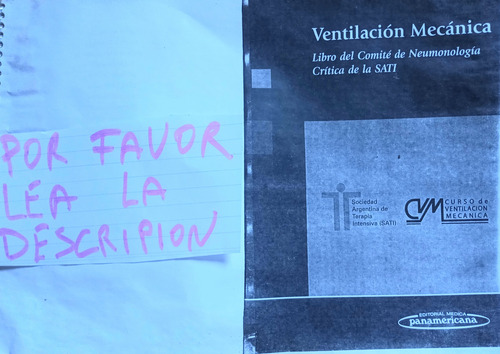 POR FAVOR
LEA LA
DESCRIPION
Ventilación Mecánica
Libro del Comité de Neumonología
Crítica de la SATI
Sociedad
Argentina de
Terapia
Intensiva (SATI)
CVM
CURSO de
VENTILACION
MECANICA
EDITORIAL MEDICA
panamericana